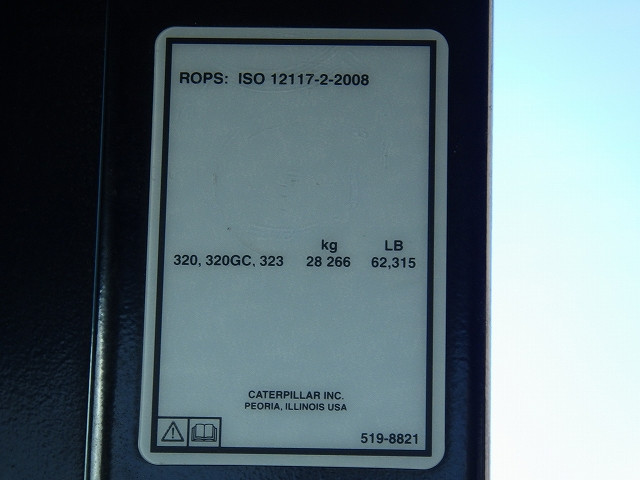 ROPS: ISO 12117-2-2008
kg LB
320, 320GC, 323 28 266 62,315
CATERPILLAR INC.
PEORIA, ILLINOIS USA
519-8821